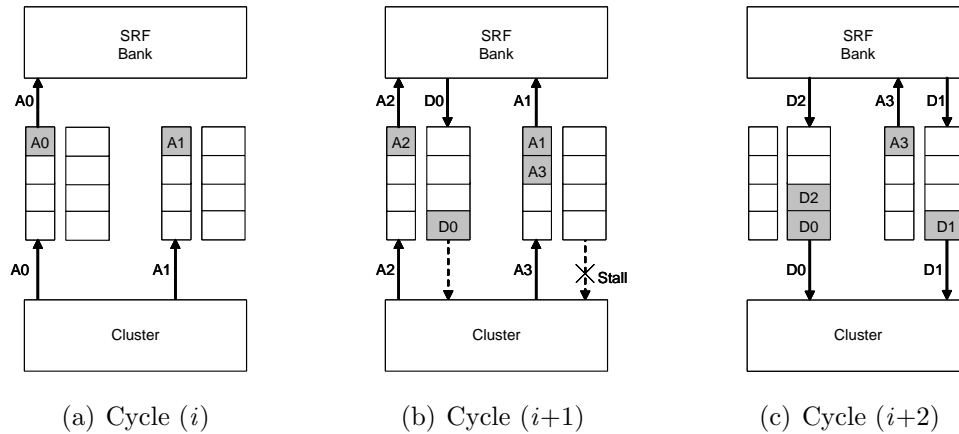 SRF
Bank
A0
A0
A1
A0
A1
Cluster
(a) Cycle (i)
SRF
Bank
A2
D0
A1
A2
A1
A3
D0
A2
A3
Stall
Cluster
(b) Cycle (i+1)
SRF
Bank
D2
A3
D1
A3
D2
D0
D1
D0
D1
Cluster
(c) Cycle (i+2)